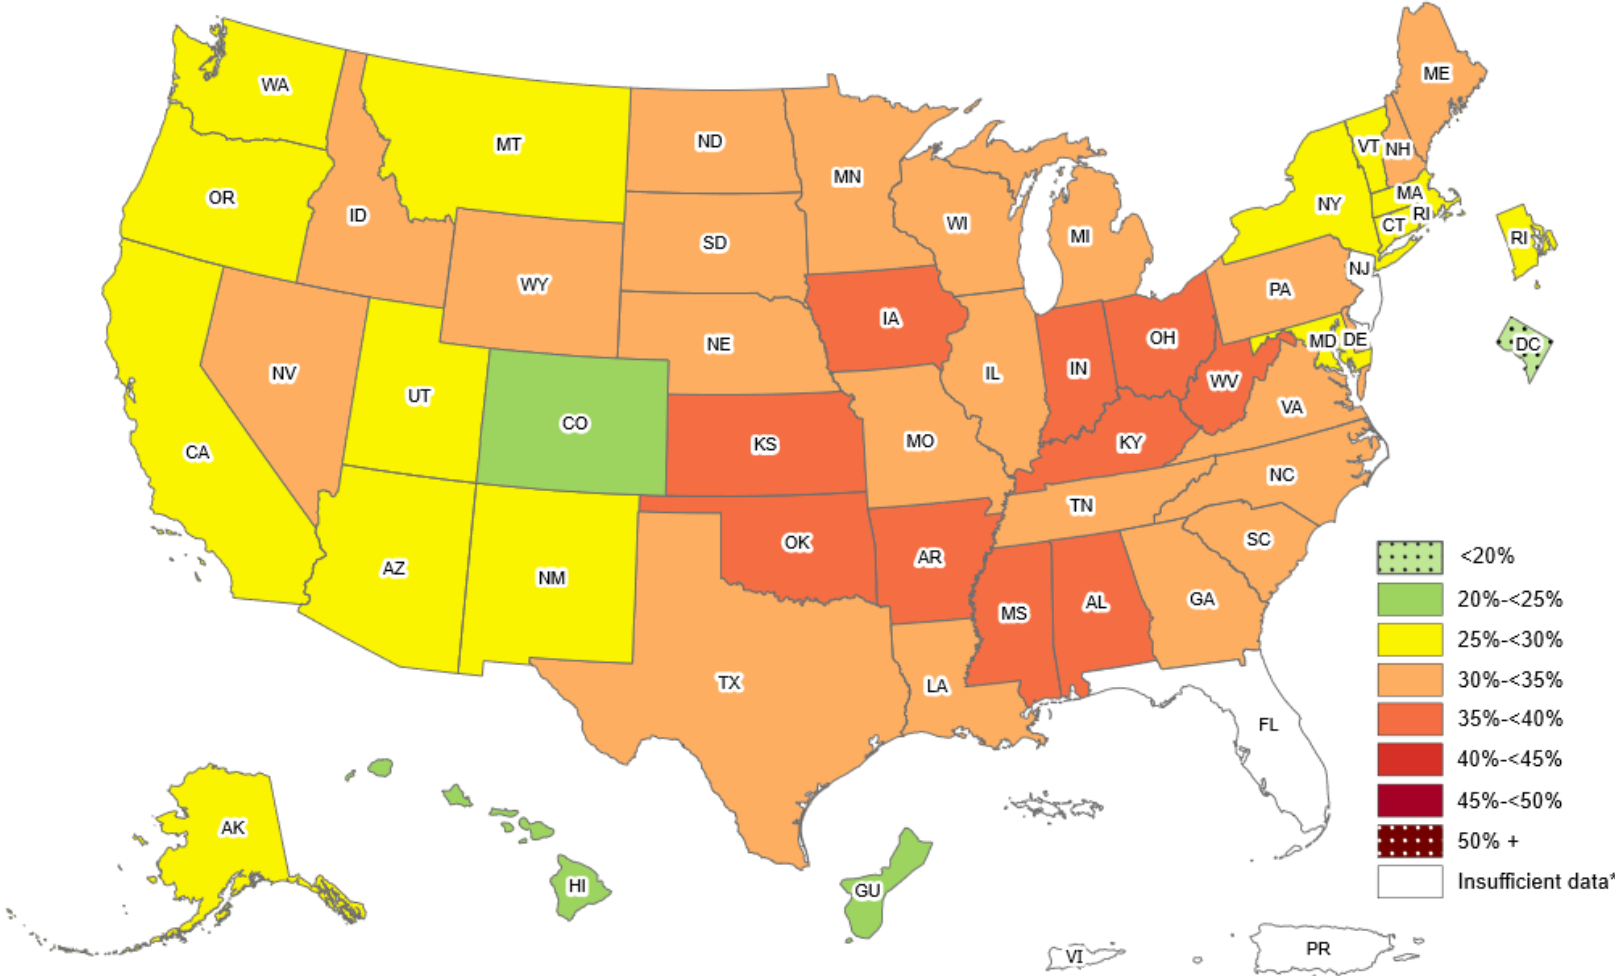 ME
WA
MT
ND
VT
NH
MN
MA
OR
NY
RI
ID
WI
CT
SD
MI
RI
NJ
WY
PA
IA
OH
MD
DE
NE
DC
IN
NV
IL
WV
UT
VA
CO
MO
KY
KS
CA
NC
TN
SC
OK
AR
AZ
NM
GA
AL
MS
TX
LA
FL
AK
HI
GU
PR
VI
<20%
20%-<25%
25%-<30%
30%-<35%
35%-<40%
40%-<45%
45%-<50%
50% +
Insufficient data*